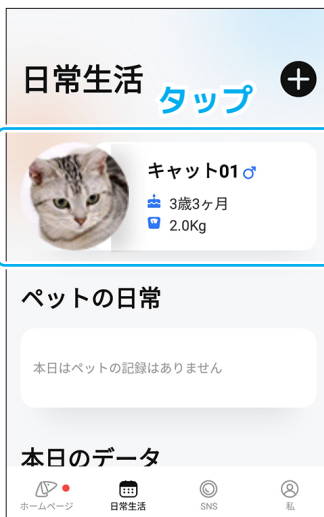 日常生活
タップ
キャット01
3歳3ヶ月
2.0Kg
ペットの日常
本日はペットの記録はありません
本日のデータ
ホームページ
日常生活
SNS
私